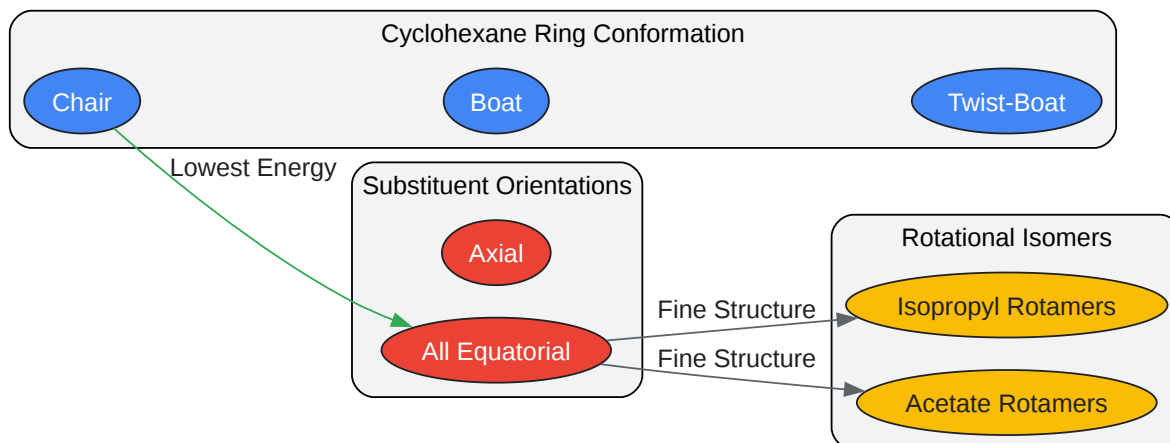 Cyclohexane Ring Conformation
Chair
Boat
Twist-Boat
Lowest Energy
Substituent Orientations
Axial
All Equatorial
Fine Structure
Fine Structure
Rotational Isomers
Isopropyl Rotamers
Acetate Rotamers